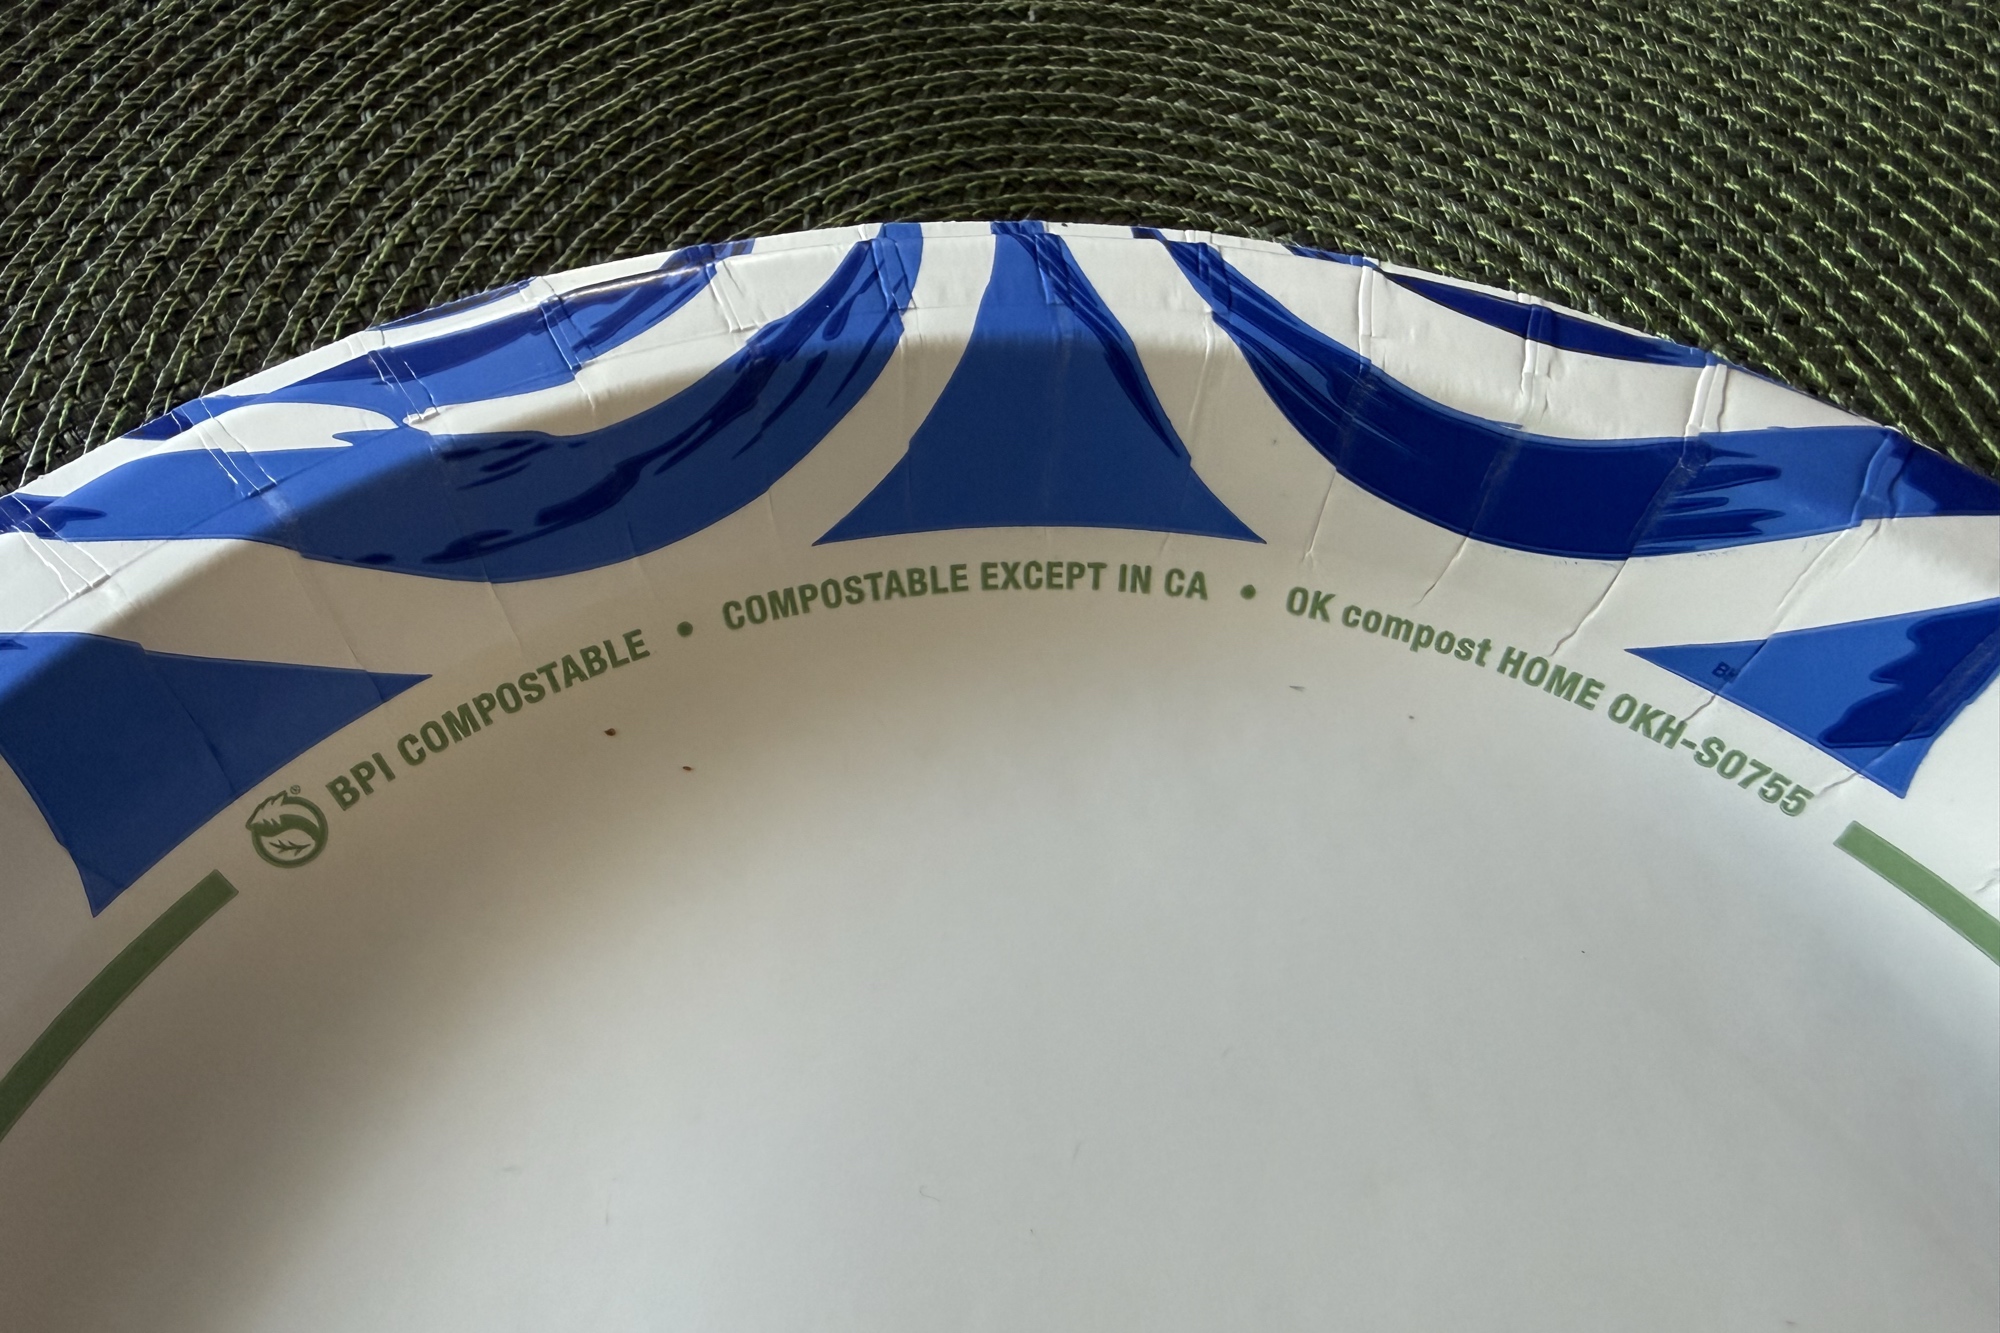 BPI COMPOSTABLE • COMPOSTABLE EXCEPT IN CA • OK compost HOME OKH-S0755